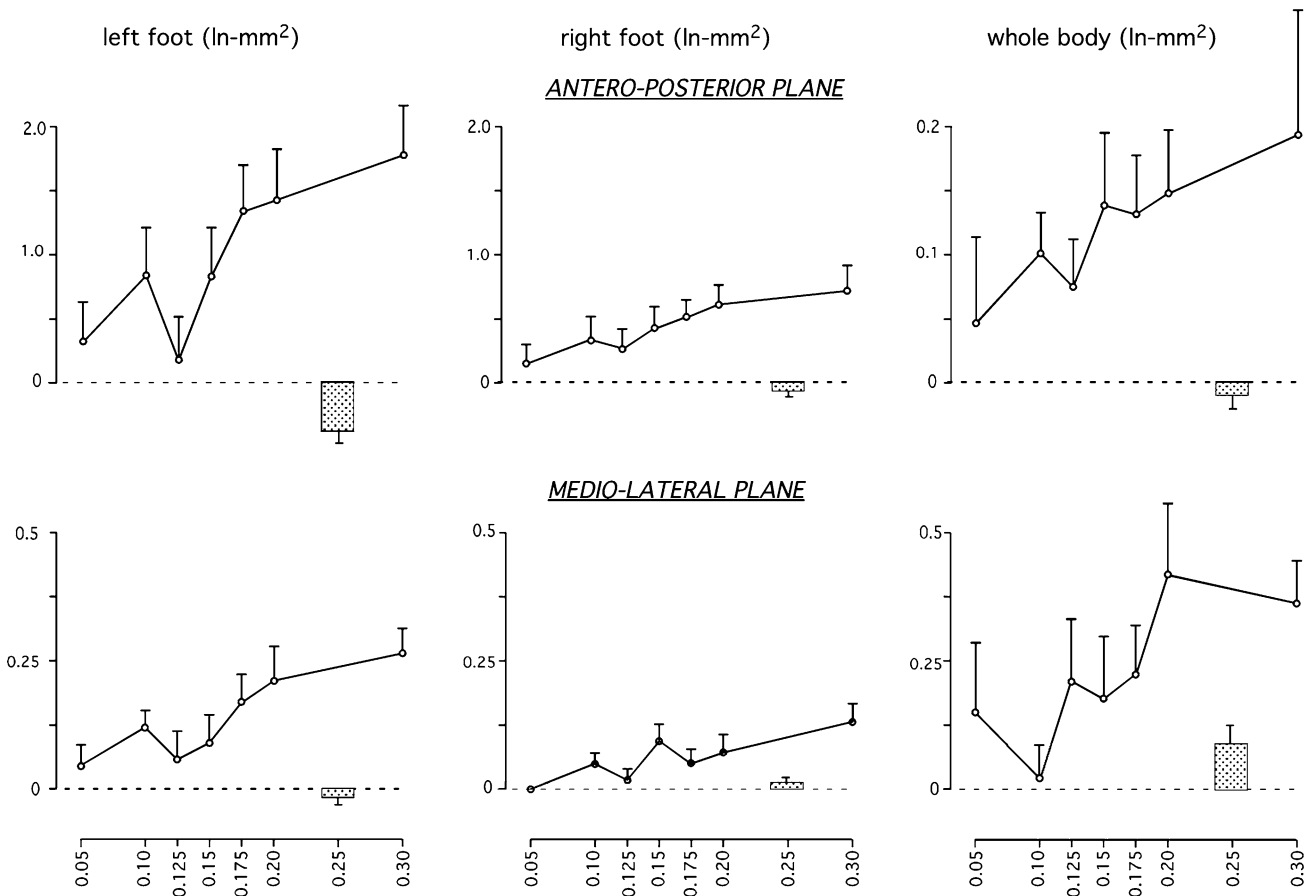 left foot (ln-mm²) right foot (ln-mm²) whole body (ln-mm²)
ANTERO-POSTERIOR PLANE
2.0 2.0 0.2
1.0 1.0 0.1
0 0 0
MEDIO-LATERAL PLANE
0.5 0.5 0.5
0.25 0.25 0.25
0 0 0
0.05 0.10 0.125 0.15 0.175 0.20 0.25 0.30 0.05 0.10 0.125 0.15 0.175 0.20 0.25 0.30 0.05 0.10 0.125 0.15 0.175 0.20 0.25 0.30